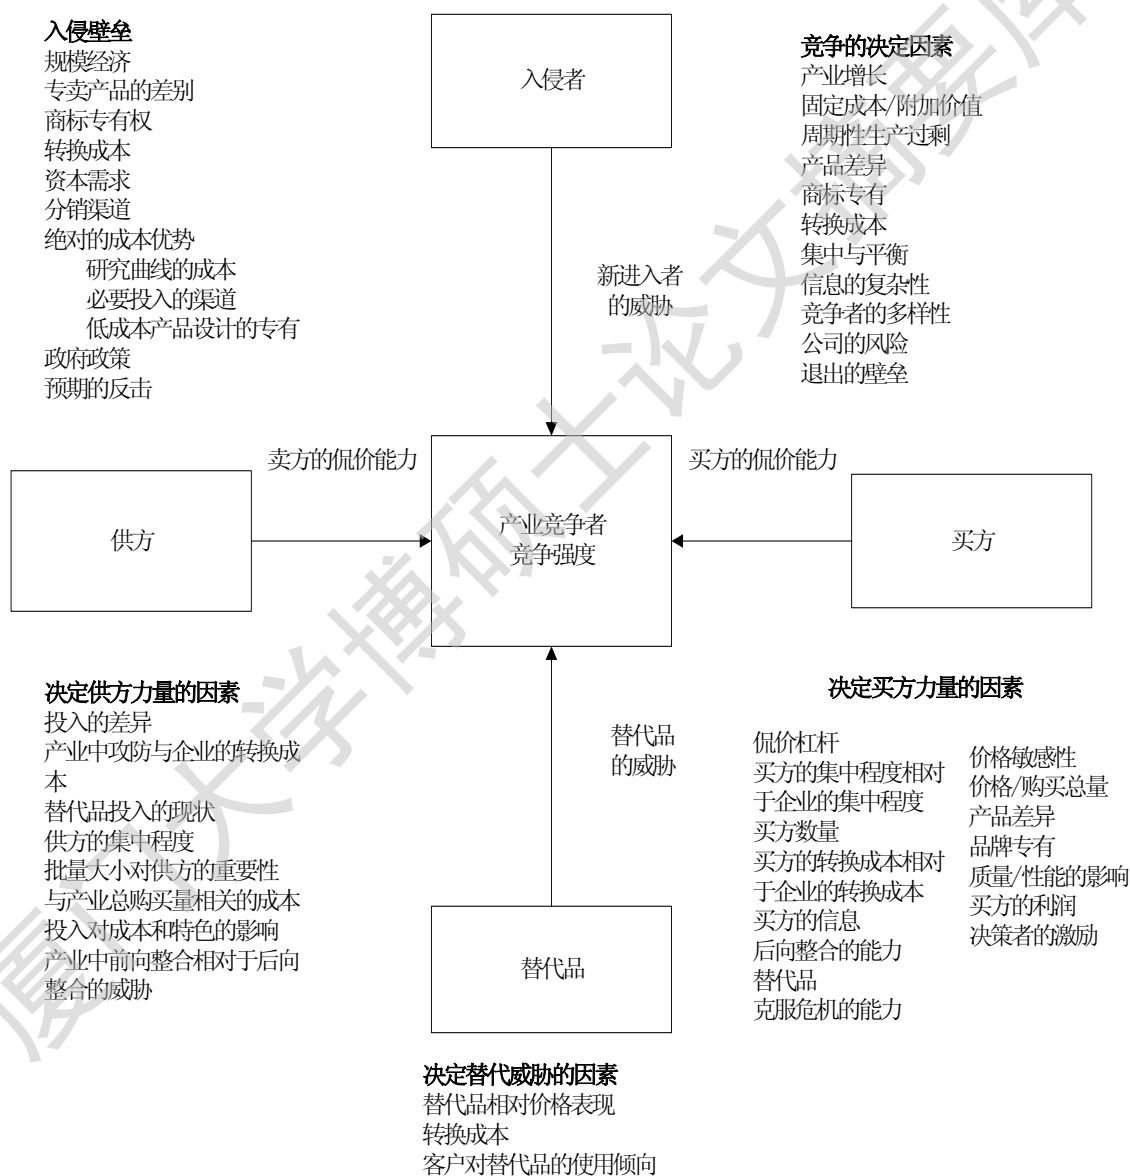 入侵壁垒
规模经济
专卖产品的差别
商标专有权
转换成本
资本需求
分销渠道
绝对的成本优势
研究曲线的成本
必要投入的渠道
低成本产品设计的专有
政府政策
预期的反击
入侵者
竞争的决定因素
产业增长
固定成本/附加价值
周期性生产过剩
产品差异
商标专有
转换成本
集中与平衡
信息的复杂性
竞争者的多样性
公司的风险
退出的壁垒
新进入者
的威胁
卖方的侃价能力
买方的侃价能力
供方
产业竞争者
竞争强度
买方
决定供方力量的因素
投入的差异
产业中攻防与企业的转换成
本
替代品投入的现状
供方的集中程度
批量大小对供方的重要性
与产业总购买量相关的成本
投入对成本和特色的影响
产业中前向整合相对于后向
整合的威胁
替代品
的威胁
替代品
决定买方力量的因素
侃价杠杆
买方的集中程度相对
于企业的集中程度
买方数量
买方的转换成本相对
于企业的转换成本
买方的信息
后向整合的能力
替代品
克服危机的能力
价格敏感性
价格/购买总量
产品差异
品牌专有
质量/性能的影响
买方的利润
决策者的激励
决定替代威胁的因素
替代品相对价格表现
转换成本
客户对替代品的使用倾向
厦门大学博硕士论文摘要库